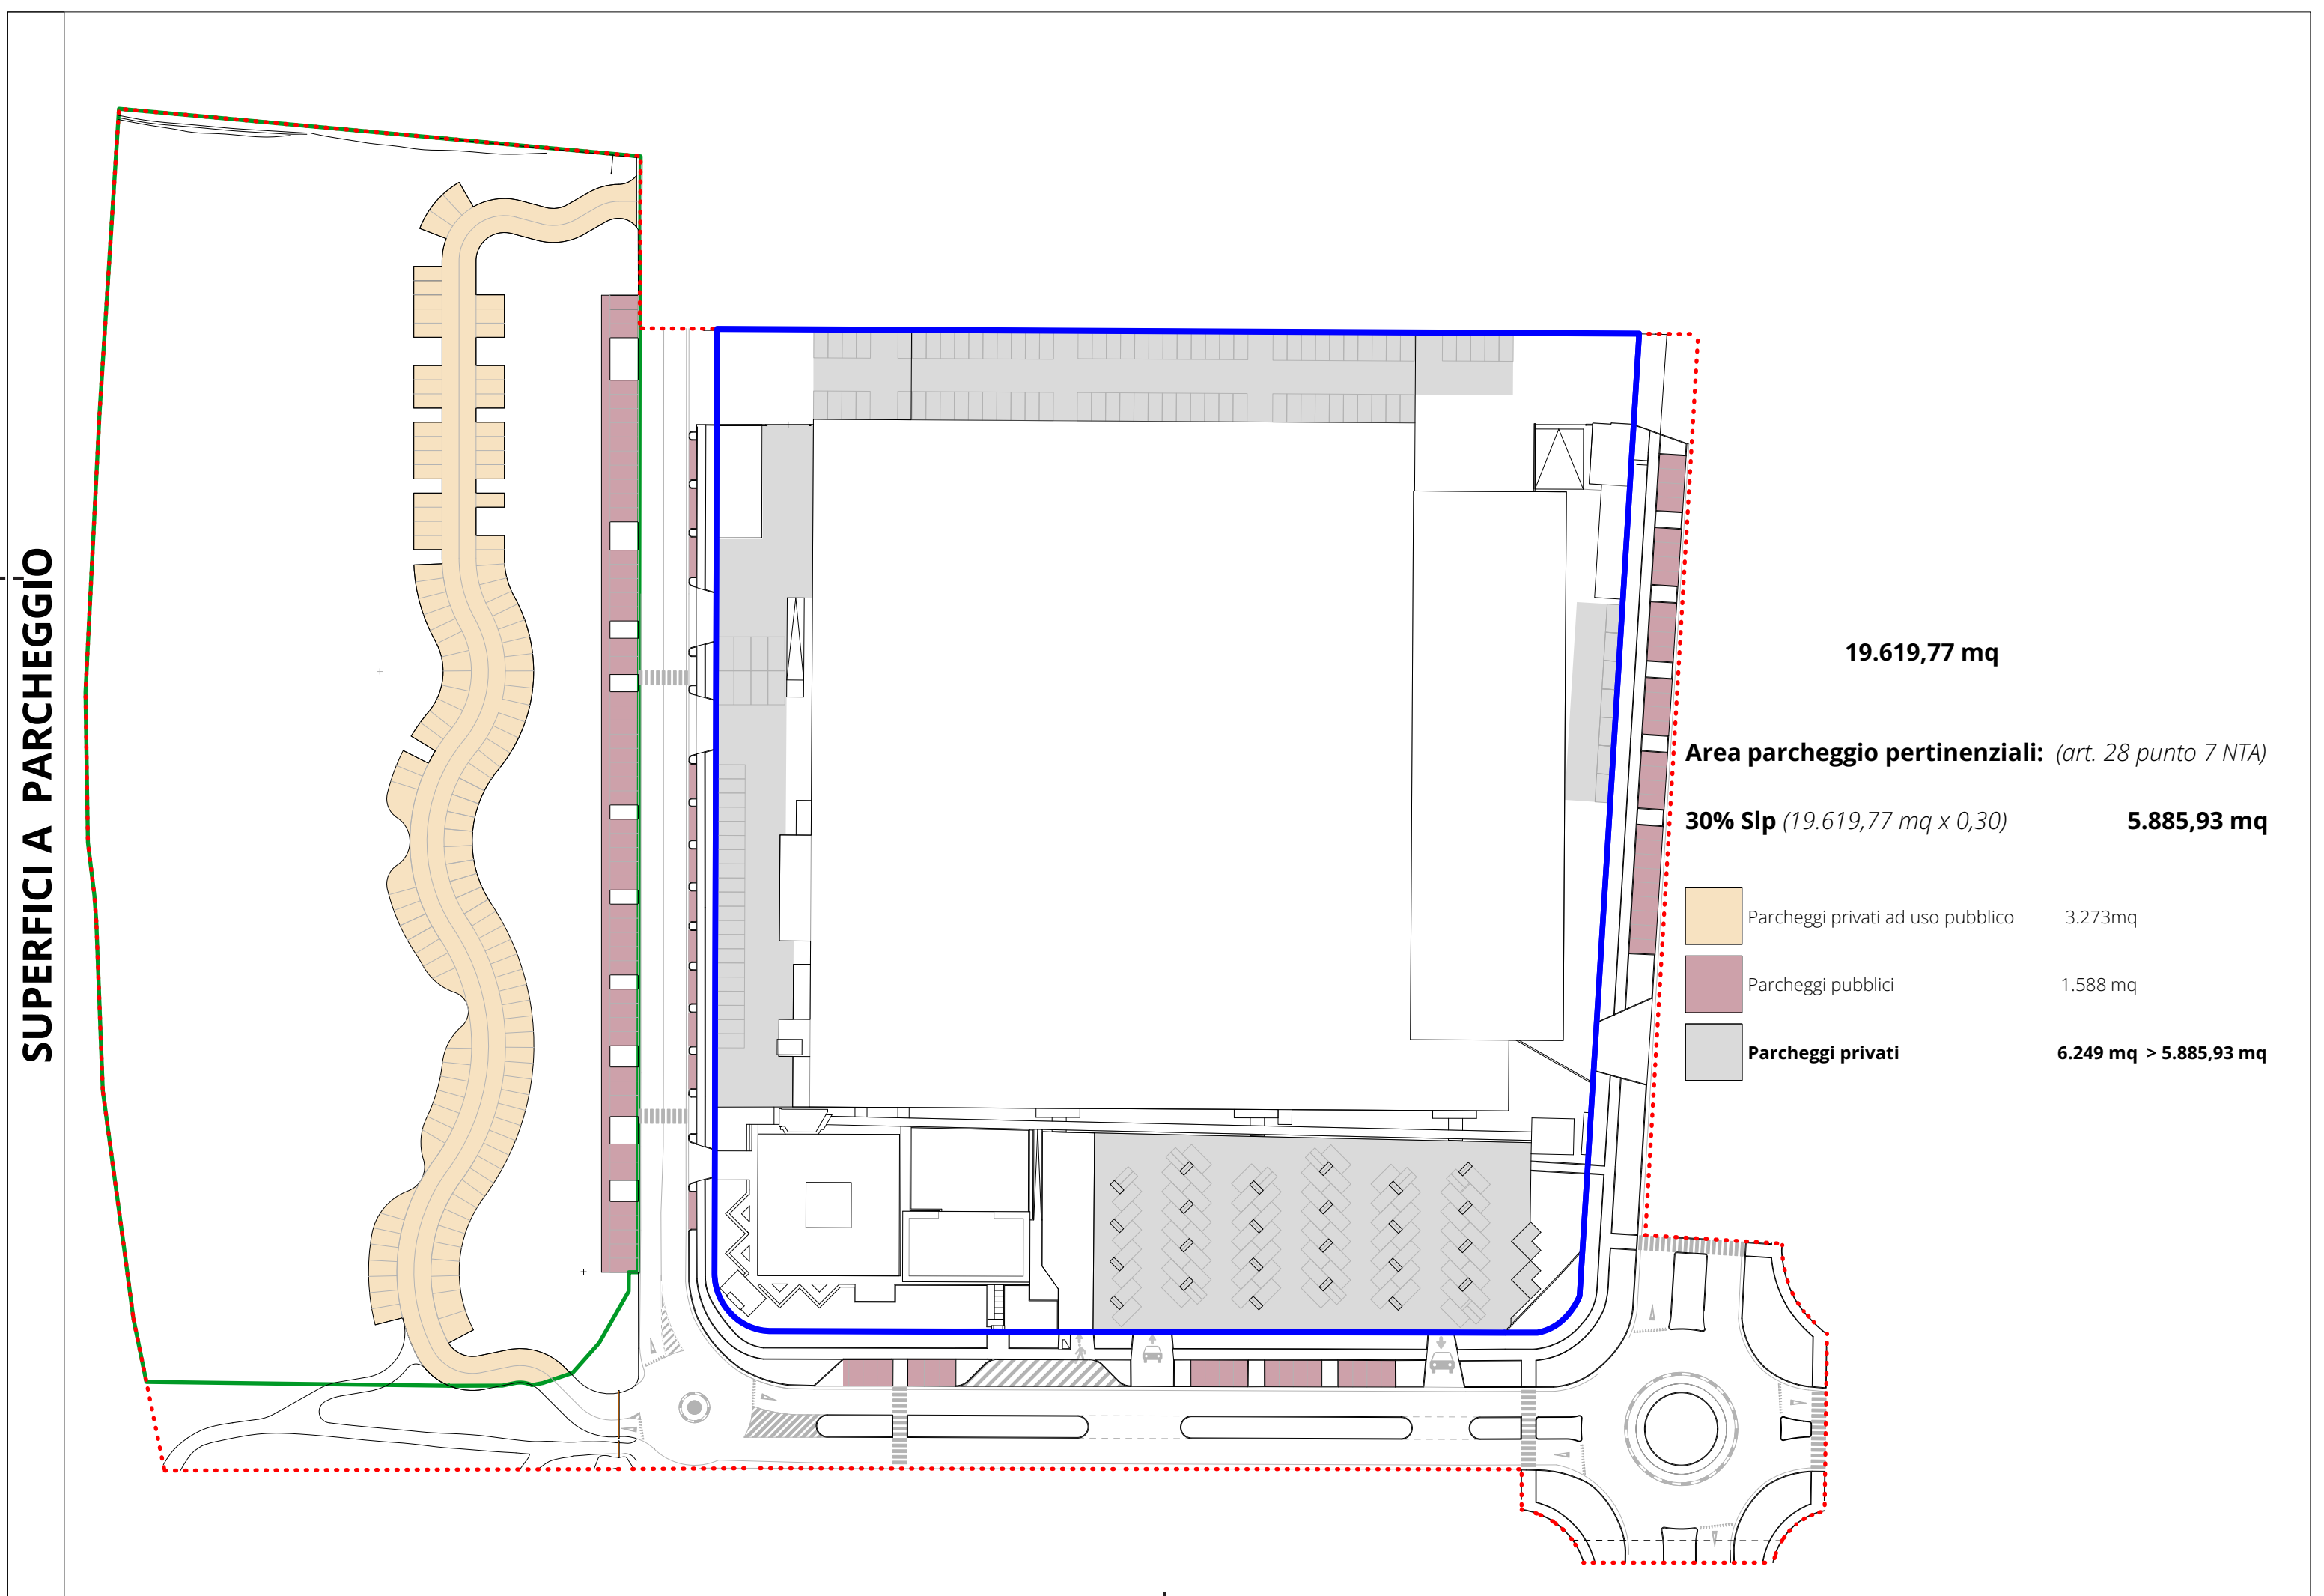 SUPERFICI A PARCHEGGIO
19.619,77 mq
Area parcheggio pertinenziali: (art. 28 punto 7 NTA)
30% Slp (19.619,77 mq x 0,30) 5.885,93 mq
Parcheggi privati ad uso pubblico 3.273mq
Parcheggi pubblici 1.588 mq
Parcheggi privati 6.249 mq > 5.885,93 mq